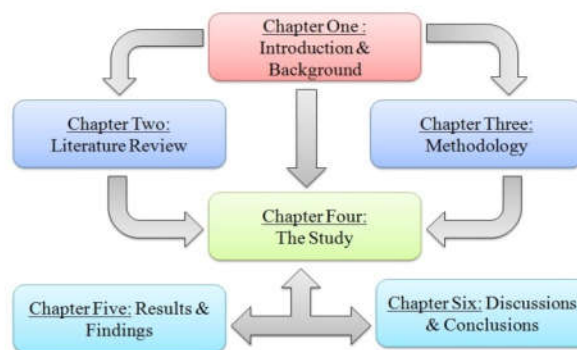 Chapter One :
Introduction &
Background
Chapter Two:
Literature Review
Chapter Three:
Methodology
Chapter Four:
The Study
Chapter Five: Results &
Findings
Chapter Six: Discussions
& Conclusions